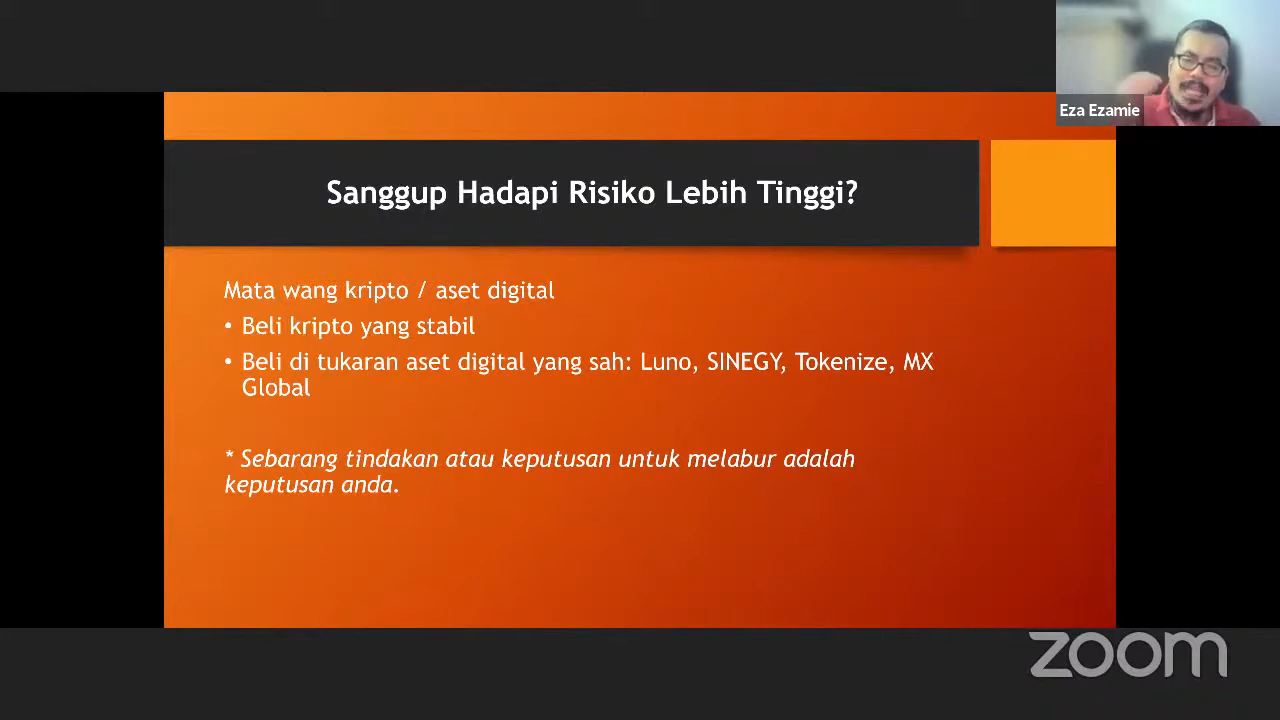 Eza Ezamie
Sanggup Hadapi Risiko Lebih Tinggi?
Mata wang kripto / aset digital
• Beli kripto yang stabil
• Beli di tukaran aset digital yang sah: Luno, SINEGY, Tokenize, MX
Global
* Sebarang tindakan atau keputusan untuk melabur adalah
keputusan anda.
zoom